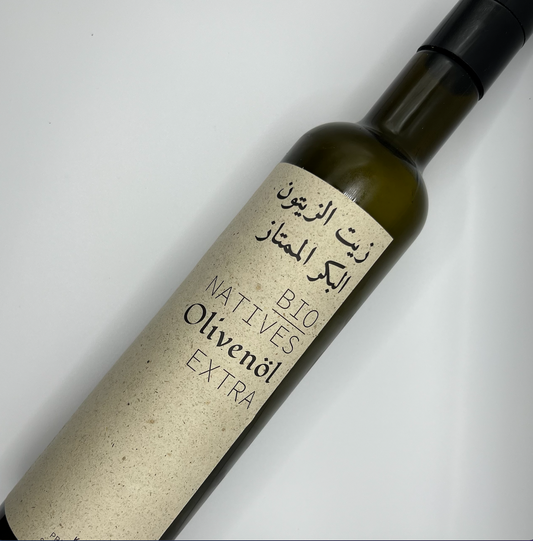 زيت الزيتون
البكر الممتاز
BIO
NATIVES
Olivenöl
EXTRA